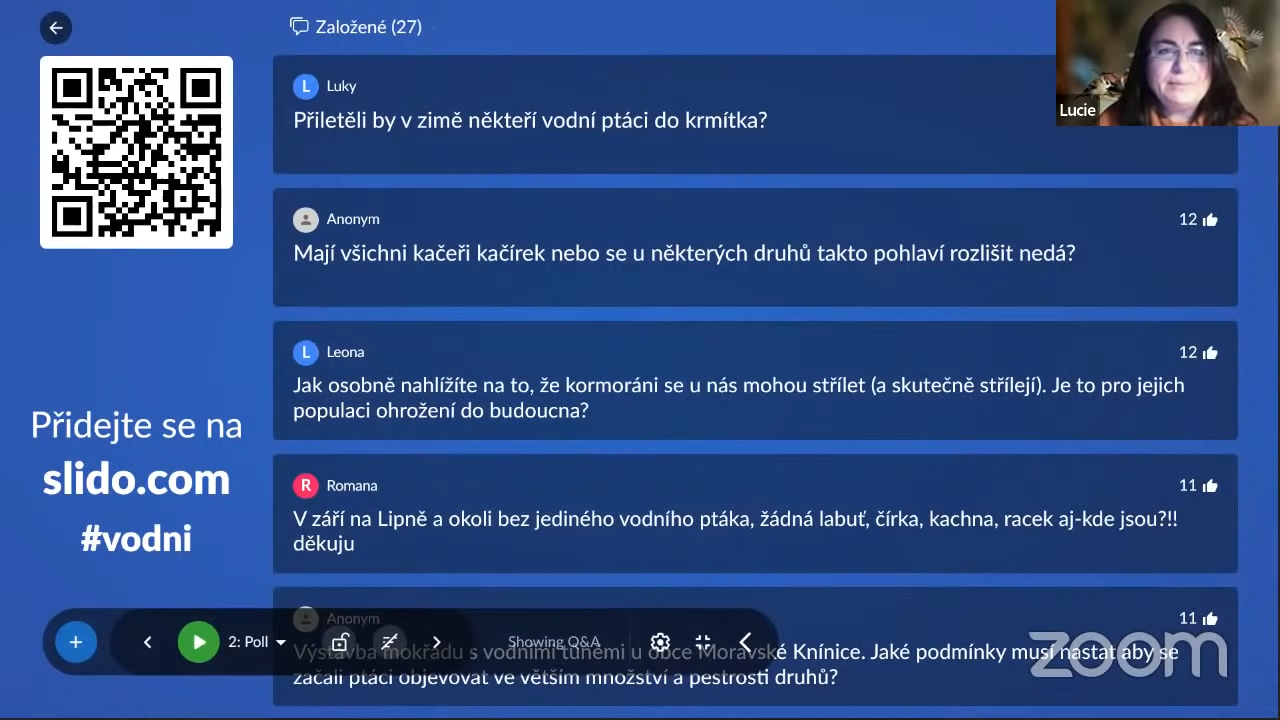 Založené (27)
L Luky
Přiletěli by v zimě někteří vodní ptáci do krmítka?
Lucie
Anonym 12
Mají všichni kačeři kačírek nebo se u některých druhů takto pohlaví rozlišit nedá?
L Leona 12
Jak osobně nahlížíte na to, že kormoráni se u nás mohou střílet (a skutečně střílejí). Je to pro jejich
populaci ohrožení do budoucna?
Přidejte se na
slido.com
#vodni
R Romana 11
V září na Lipně a okoli bez jediného vodního ptáka, žádná labuť, čírka, kachna, racek aj-kde jsou?!!
děkuju
Anonym 11
Výstavba mokřadu s vodními tůněmi u obce Moravské Knínice. Jaké podmínky musí nastat aby se
začali ptáci objevovat ve větším množství a pestrosti druhů?
2: Poll
Showing Q&A
zoom